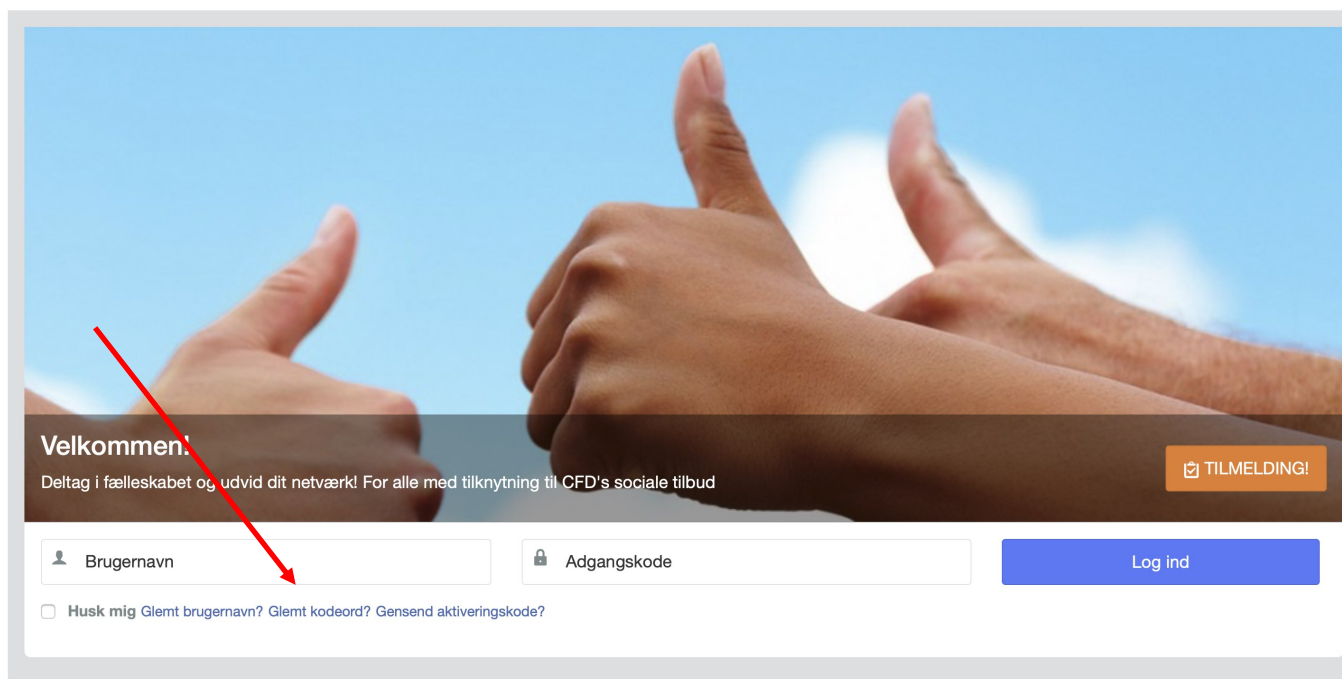 Velkommen!
Deltag i fælleskabet og udvid dit netværk! For alle med tilknytning til CFD's sociale tilbud
TILMELDING!
Brugernavn
Adgangskode
Log ind
Husk mig Glemt brugernavn? Glemt kodeord? Gensend aktiveringskode?